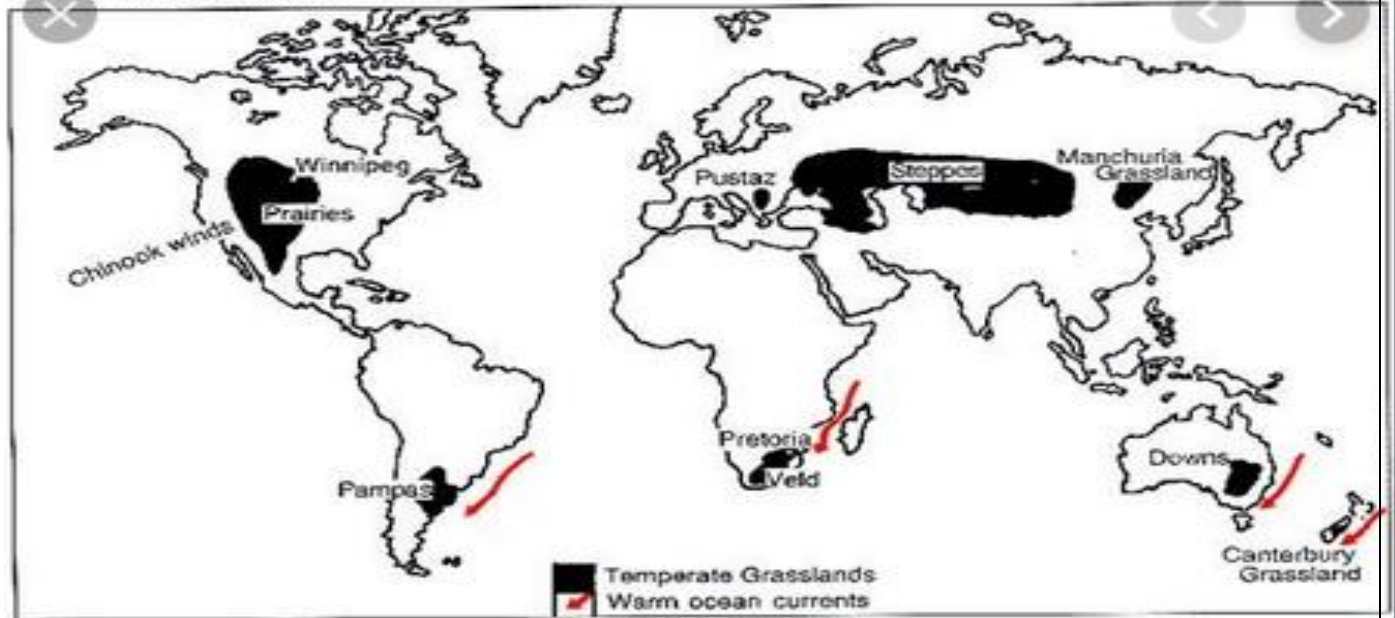 Winnipeg
Prairies
Chinook winds
Pustaz
Steppes
Manchuria
Grassland
Pretoria
Veld
Pampas
Downs
Canterbury
Grassland
Temperate Grasslands
Warm ocean currents